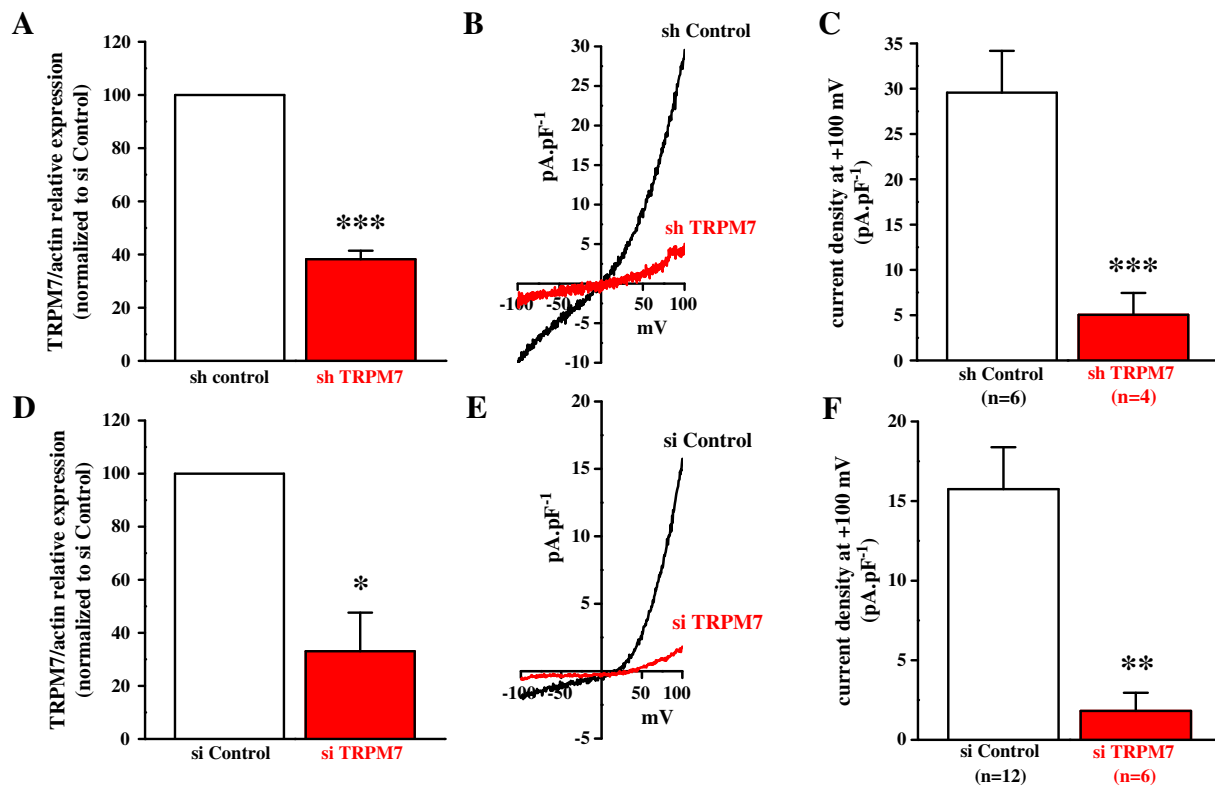 A
TRPM7/actin relative expression
(normalized to si Control)
120
100
80
60
40
20
0
***
sh control
sh TRPM7
B
sh Control
30
25
20
15
10
5
-5
-10
pA.pF-1
sh TRPM7
-100
-50
50
100
mV
C
current density at +100 mV
(pA.pF-1)
35
30
25
20
15
10
5
0
***
sh Control
(n=6)
sh TRPM7
(n=4)
D
TRPM7/actin relative expression
(normalized to si Control)
120
100
80
60
40
20
0
*
si Control
si TRPM7
E
si Control
20
15
10
5
-5
pA.pF-1
si TRPM7
-100
-50
50
100
mV
F
current density at +100 mV
(pA.pF-1)
20
15
10
5
0
**
si Control
(n=12)
si TRPM7
(n=6)